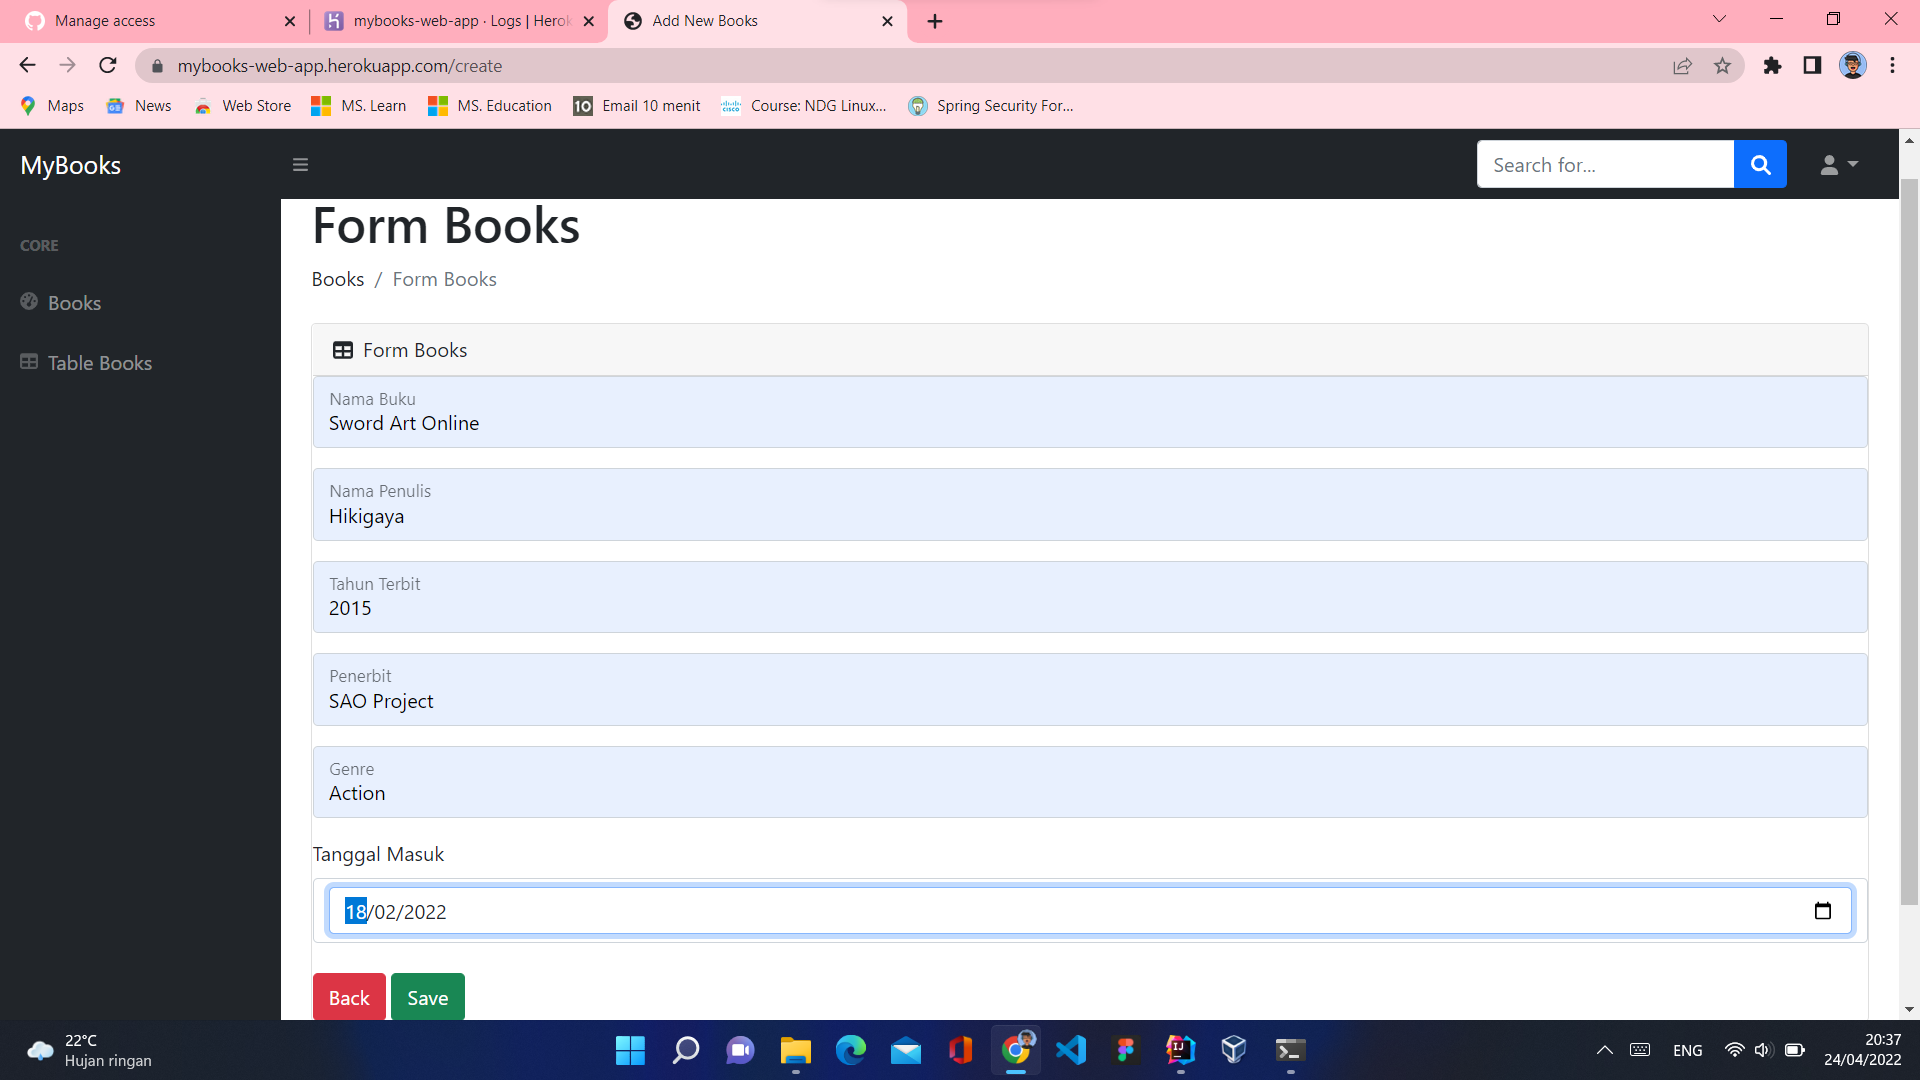 Manage access
mybooks-web-app · Logs | Herok
Add New Books
mybooks-web-app.herokuapp.com/create
Maps
News
Web Store
MS. Learn
MS. Education
10 Email 10 menit
cisco Course: NDG Linux...
Spring Security For...
MyBooks
Search for...
CORE
Books
Table Books
Form Books
Books / Form Books
Form Books
Nama Buku
Sword Art Online
Nama Penulis
Hikigaya
Tahun Terbit
2015
Penerbit
SAO Project
Genre
Action
Tanggal Masuk
18/02/2022
Back
Save
22°C
Hujan ringan
IJ
ENG
20:37
24/04/2022